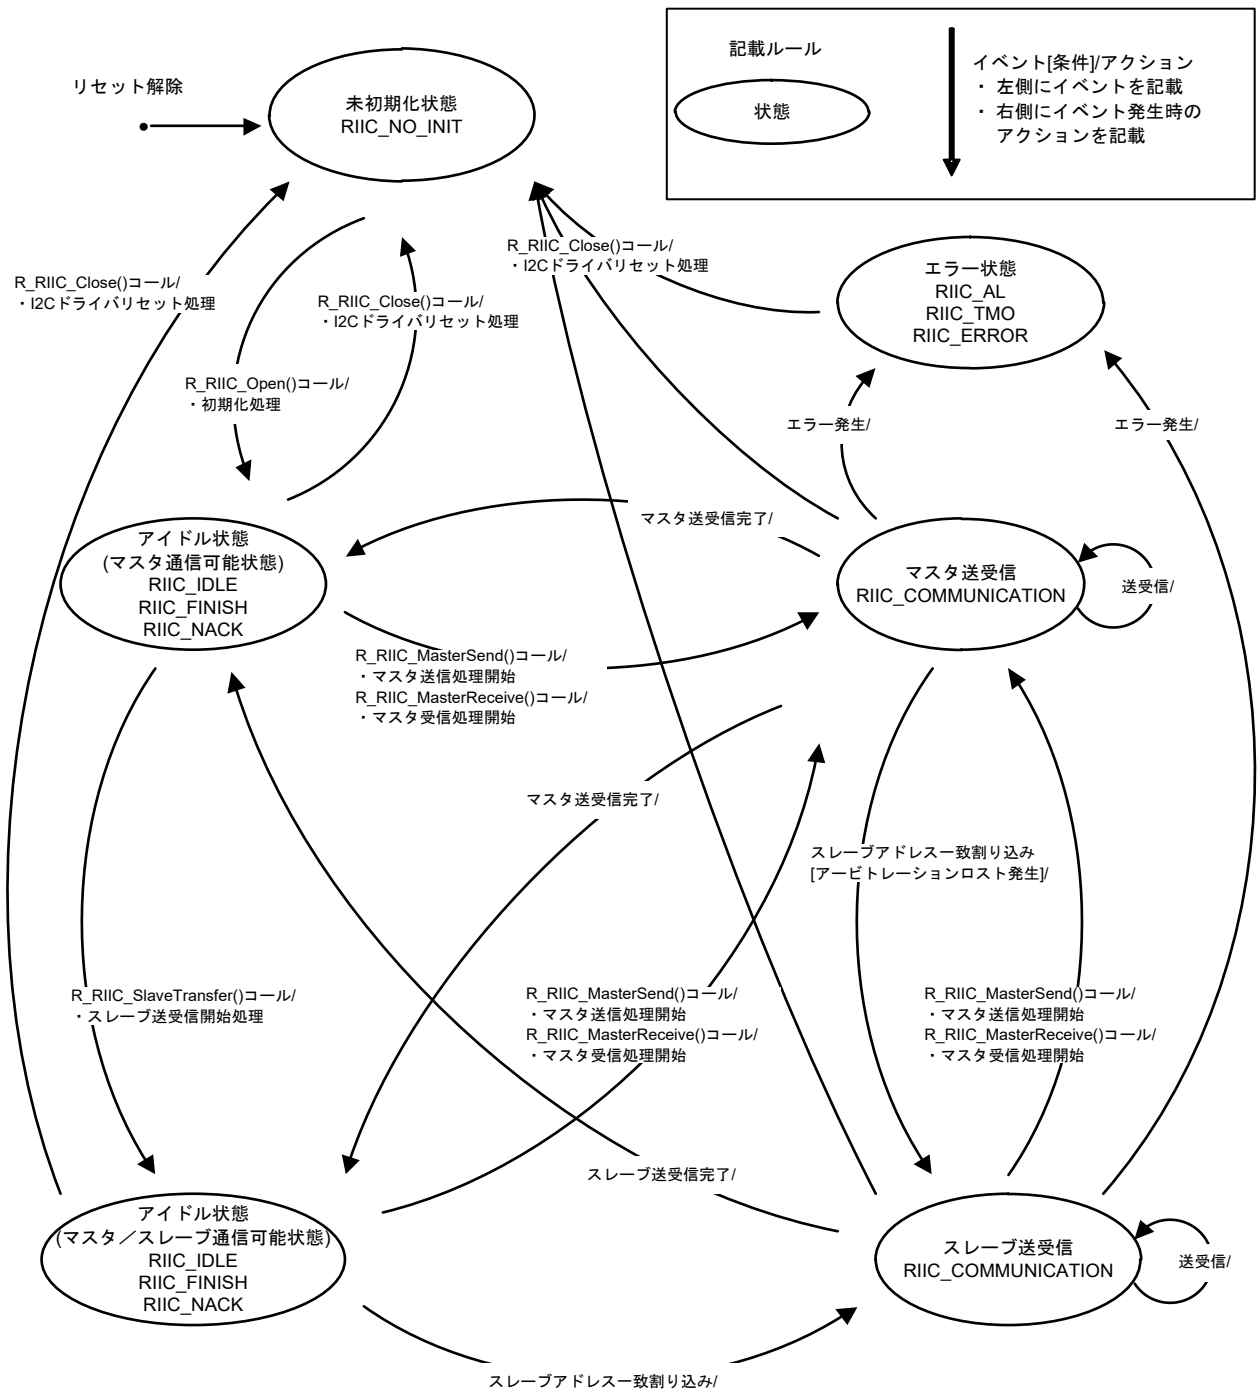 記載ルール
状態
イベント[条件]/アクション
・ 左側にイベントを記載
・ 右側にイベント発生時の
アクションを記載
リセット解除
未初期化状態
RIIC_NO_INIT
R_RIIC_Close()コール/
・I2Cドライバリセット処理
R_RIIC_Close()コール/
・I2Cドライバリセット処理
R_RIIC_Close()コール/
・I2Cドライバリセット処理
エラー状態
RIIC_AL
RIIC_TMO
RIIC_ERROR
R_RIIC_Open()コール/
・初期化処理
エラー発生/
エラー発生/
マスタ送受信完了/
アイドル状態
(マスタ通信可能状態)
RIIC_IDLE
RIIC_FINISH
RIIC_NACK
マスタ送受信
RIIC_COMMUNICATION
送受信/
R_RIIC_MasterSend()コール/
・マスタ送信処理開始
R_RIIC_MasterReceive()コール/
・マスタ受信処理開始
マスタ送受信完了/
スレーブアドレス一致割り込み
[アービトレーションロスト発生]/
R_RIIC_SlaveTransfer()コール/
・スレーブ送受信開始処理
R_RIIC_MasterSend()コール/
・マスタ送信処理開始
R_RIIC_MasterReceive()コール/
・マスタ受信処理開始
R_RIIC_MasterSend()コール/
・マスタ送信処理開始
R_RIIC_MasterReceive()コール/
・マスタ受信処理開始
スレーブ送受信完了/
アイドル状態
(マスタ／スレーブ通信可能状態)
RIIC_IDLE
RIIC_FINISH
RIIC_NACK
スレーブ送受信
RIIC_COMMUNICATION
送受信/
スレーブアドレス一致割り込み/